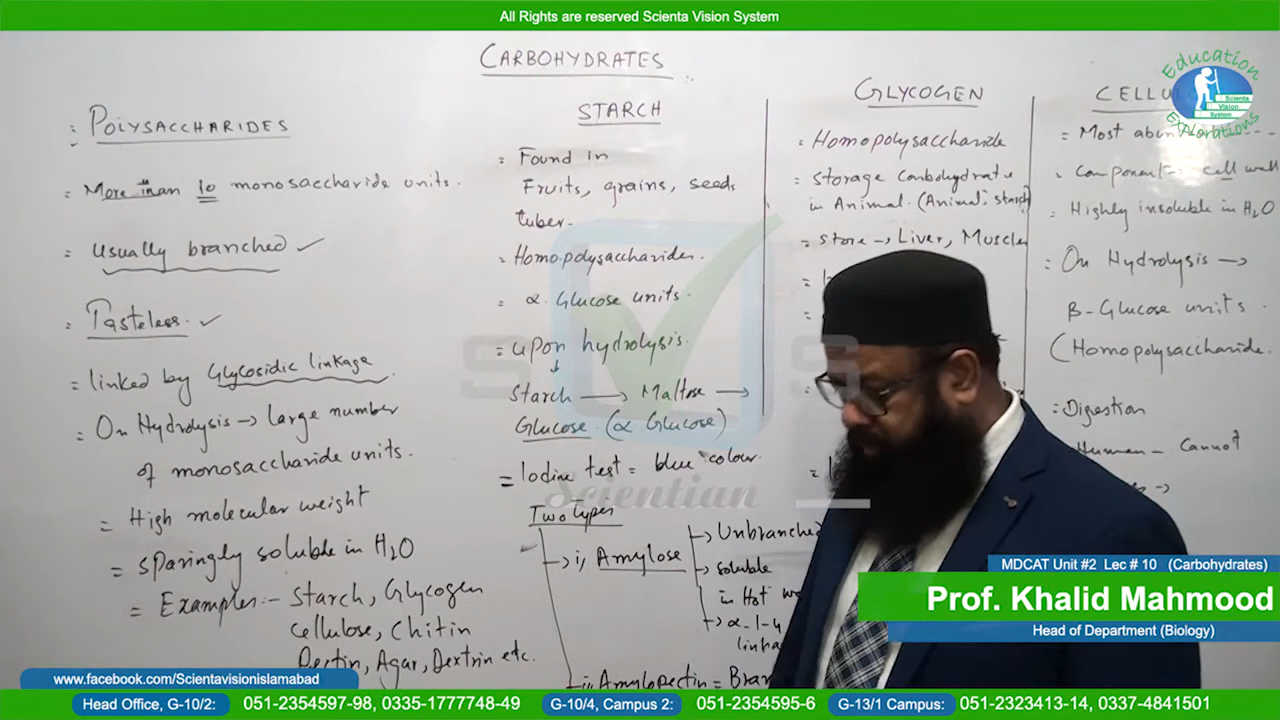 All Rights are reserved Scienta Vision System
Education
Scienta
Vision
System
EXplorations
CARBOHYDRATES
= POLYSACCHARIDES
= More than 10 monosaccharide units.
= Usually branched ✓
= Tasteless. ✓
= linked by Glycosidic linkage
= On Hydrolysis → large number
of monosaccharide units.
= High molecular weight
= sparingly soluble in H2O
= Examples:- Starch, Glycogen
Cellulose, Chitin
Pectin, Agar, Dextrin etc.
STARCH
= Found in
Fruits, grains, seeds
tuber.
= Homopolysaccharides.
= α. Glucose units.
= upon hydrolysis.
↓
Starch → Maltose →
Glucose (α Glucose)
= Iodine test = blue colour.
Two Types
→ i, Amylose
→ Unbranched
→ soluble
in Hot
→ α-1-4
→ ii, Amylopectin =
GLYCOGEN
= Homopolysaccharide
= Storage Carbohydrate
in Animal. (Animal starch)
= Store → Liver, Muscles
CELLU
= Most
= Component → cell wall
= Highly insoluble in H2O
= On Hydrolysis →
β-Glucose units.
(Homopolysaccharide.
= Digestion
Human - Cannot
S S
Scientian
MDCAT Unit #2 Lec # 10 (Carbohydrates)
Prof. Khalid Mahmood
Head of Department (Biology)
www.facebook.com/Scientavisionislamabad
Head Office, G-10/2: 051-2354597-98, 0335-1777748-49 G-10/4, Campus 2: 051-2354595-6 G-13/1 Campus: 051-2323413-14, 0337-4841501